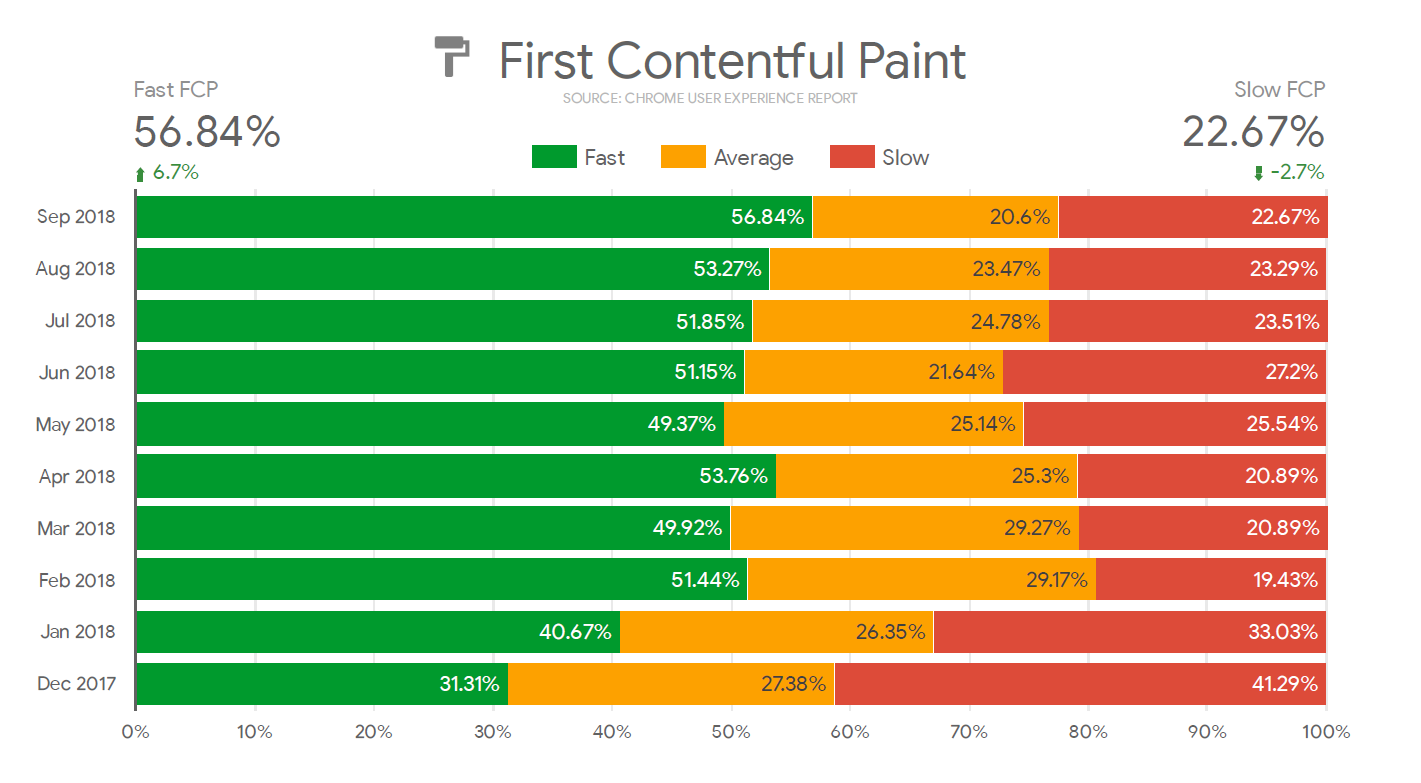 First Contentful Paint
SOURCE: CHROME USER EXPERIENCE REPORT
Fast FCP
56.84%
6.7%
Slow FCP
22.67%
-2.7%
Fast Average Slow
Sep 2018 56.84% 20.6% 22.67%
Aug 2018 53.27% 23.47% 23.29%
Jul 2018 51.85% 24.78% 23.51%
Jun 2018 51.15% 21.64% 27.2%
May 2018 49.37% 25.14% 25.54%
Apr 2018 53.76% 25.3% 20.89%
Mar 2018 49.92% 29.27% 20.89%
Feb 2018 51.44% 29.17% 19.43%
Jan 2018 40.67% 26.35% 33.03%
Dec 2017 31.31% 27.38% 41.29%
0% 10% 20% 30% 40% 50% 60% 70% 80% 90% 100%